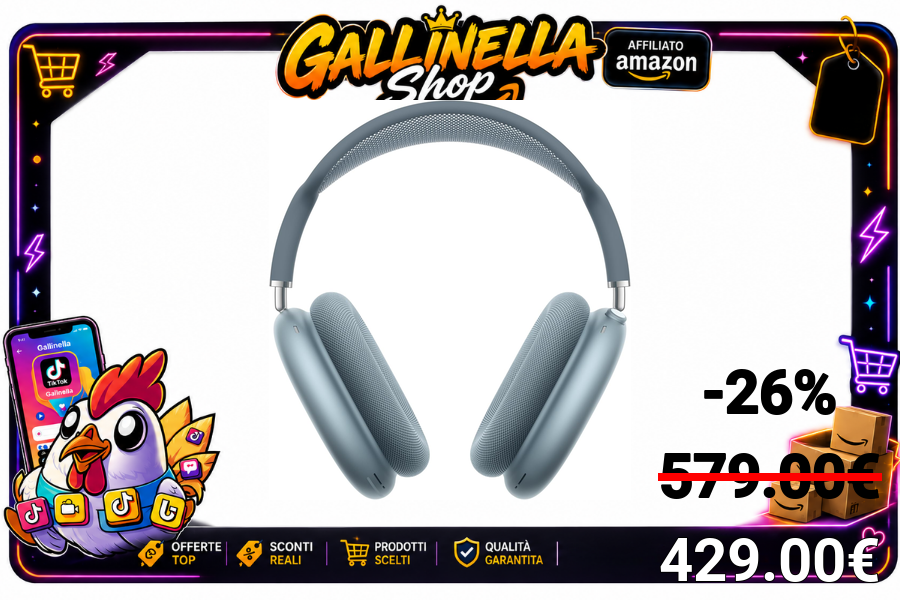 GALLINELLA
Shop
AFFILIATO
amazon
Gallinella
TikTok
Gallinella
-26%
579.00€
429.00€
OFFERTE
TOP
SCONTI
REALI
PRODOTTI
SCELTI
QUALITÀ
GARANTITA